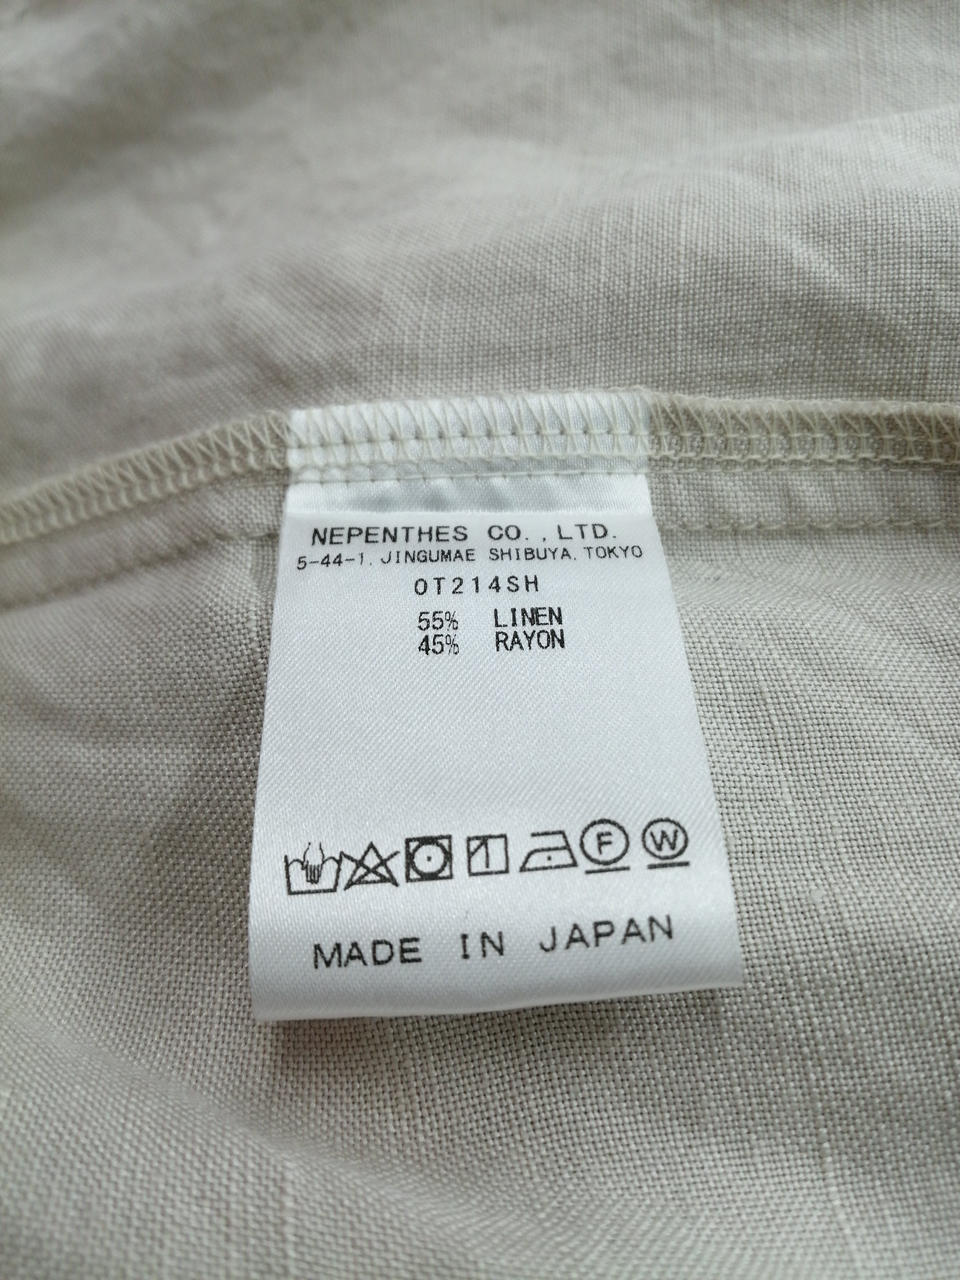 NEPENTHES CO.,LTD.
5-44-1, JINGUMAE SHIBUYA, TOKYO
OT214SH
55% LINEN
45% RAYON
F W
MADE IN JAPAN